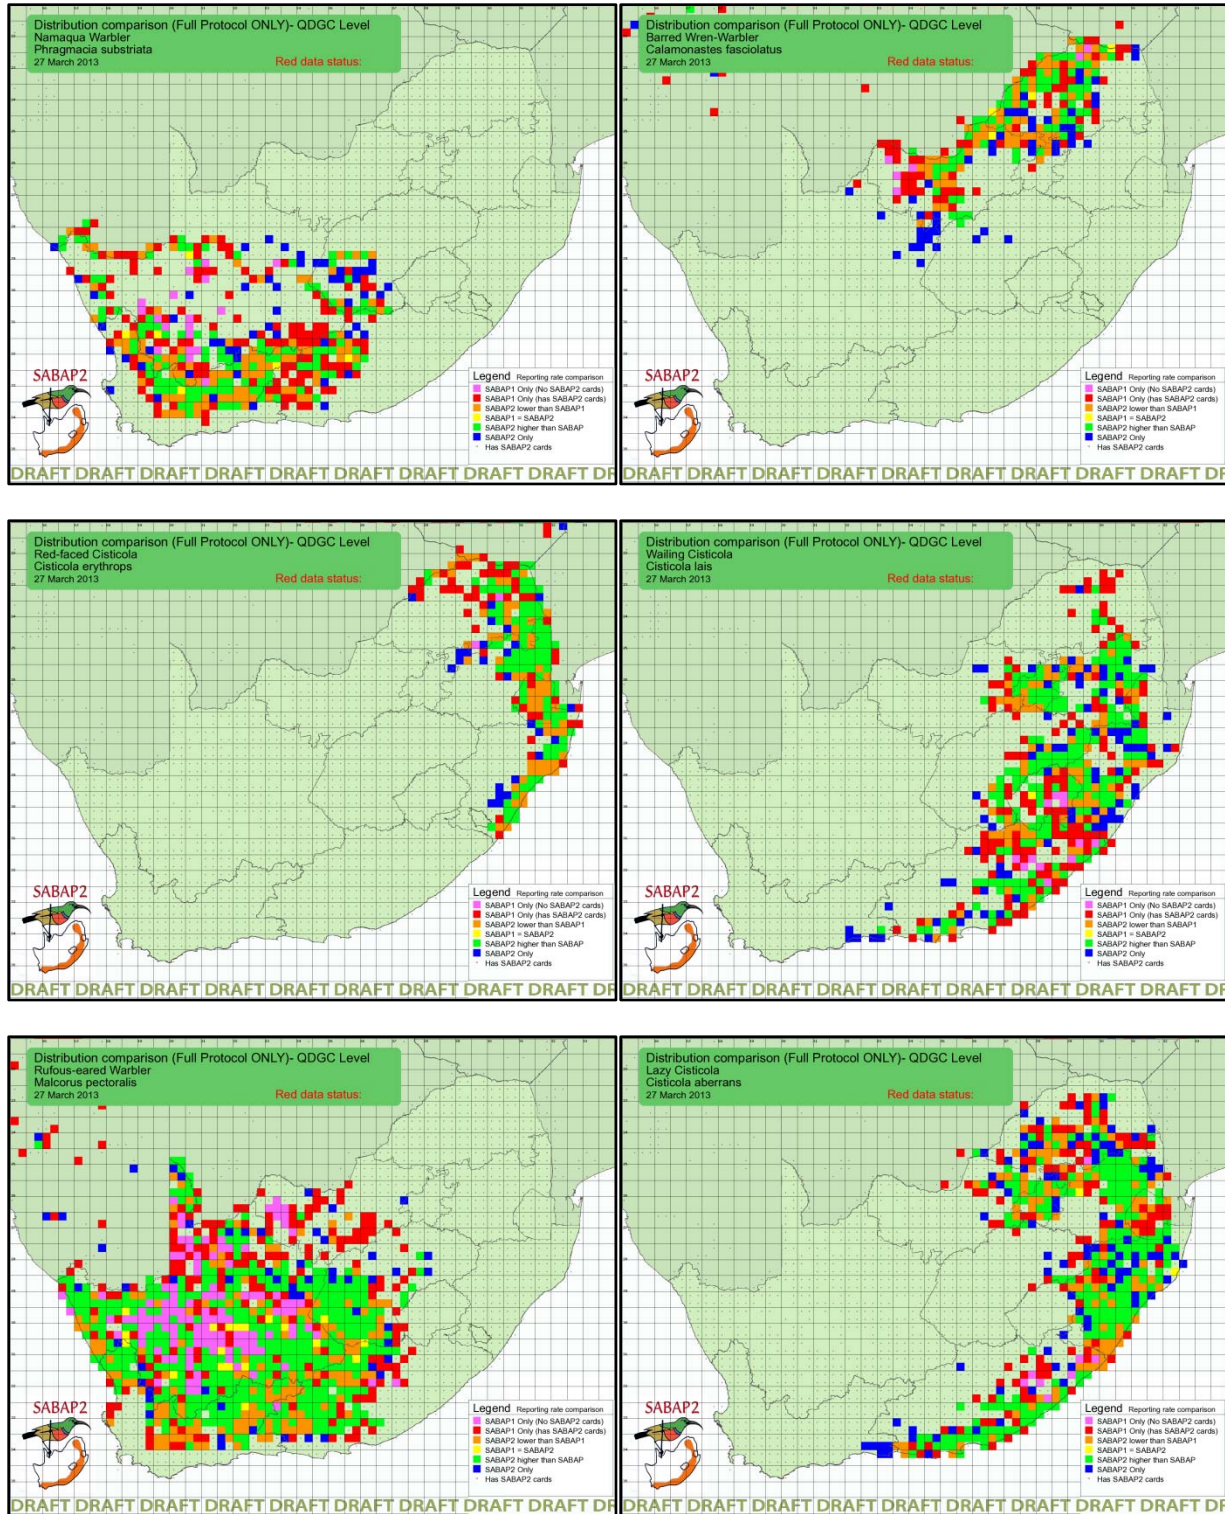 Distribution comparison (Full Protocol ONLY)- QDGC Level
Namaqua Warbler
Phragmacia substriata
27 March 2013 Red data status:
SABAP2
Legend Reporting rate comparison
SABAP1 Only (No SABAP2 cards)
SABAP1 Only (has SABAP2 cards)
SABAP2 lower than SABAP1
SABAP1 = SABAP2
SABAP2 higher than SABAP
SABAP2 Only
Has SABAP2 cards
DRAFT DRAFT DRAFT DRAFT DRAFT DRAFT DRAFT DR
Distribution comparison (Full Protocol ONLY)- QDGC Level
Barred Wren-Warbler
Calamonastes fasciolatus
27 March 2013 Red data status:
SABAP2
Legend Reporting rate comparison
SABAP1 Only (No SABAP2 cards)
SABAP1 Only (has SABAP2 cards)
SABAP2 lower than SABAP1
SABAP1 = SABAP2
SABAP2 higher than SABAP
SABAP2 Only
Has SABAP2 cards
DRAFT DRAFT DRAFT DRAFT DRAFT DRAFT DRAFT DR
Distribution comparison (Full Protocol ONLY)- QDGC Level
Red-faced Cisticola
Cisticola erythrops
27 March 2013 Red data status:
SABAP2
Legend Reporting rate comparison
SABAP1 Only (No SABAP2 cards)
SABAP1 Only (has SABAP2 cards)
SABAP2 lower than SABAP1
SABAP1 = SABAP2
SABAP2 higher than SABAP
SABAP2 Only
Has SABAP2 cards
DRAFT DRAFT DRAFT DRAFT DRAFT DRAFT DRAFT DR
Distribution comparison (Full Protocol ONLY)- QDGC Level
Wailing Cisticola
Cisticola lais
27 March 2013 Red data status:
SABAP2
Legend Reporting rate comparison
SABAP1 Only (No SABAP2 cards)
SABAP1 Only (has SABAP2 cards)
SABAP2 lower than SABAP1
SABAP1 = SABAP2
SABAP2 higher than SABAP
SABAP2 Only
Has SABAP2 cards
DRAFT DRAFT DRAFT DRAFT DRAFT DRAFT DRAFT DR
Distribution comparison (Full Protocol ONLY)- QDGC Level
Rufous-eared Warbler
Malcorus pectoralis
27 March 2013 Red data status:
SABAP2
Legend Reporting rate comparison
SABAP1 Only (No SABAP2 cards)
SABAP1 Only (has SABAP2 cards)
SABAP2 lower than SABAP1
SABAP1 = SABAP2
SABAP2 higher than SABAP
SABAP2 Only
Has SABAP2 cards
DRAFT DRAFT DRAFT DRAFT DRAFT DRAFT DRAFT DR
Distribution comparison (Full Protocol ONLY)- QDGC Level
Lazy Cisticola
Cisticola aberrans
27 March 2013 Red data status:
SABAP2
Legend Reporting rate comparison
SABAP1 Only (No SABAP2 cards)
SABAP1 Only (has SABAP2 cards)
SABAP2 lower than SABAP1
SABAP1 = SABAP2
SABAP2 higher than SABAP
SABAP2 Only
Has SABAP2 cards
DRAFT DRAFT DRAFT DRAFT DRAFT DRAFT DRAFT DR